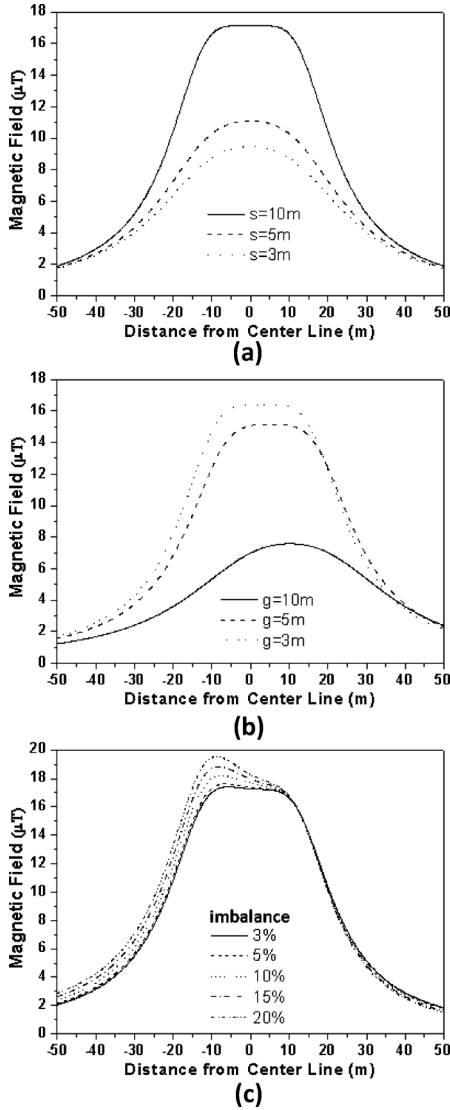 18
16
14
12
10
8
6
4
2
0
Magnetic Field (μT)
s=10m
s=5m
s=3m
-50 -40 -30 -20 -10 0 10 20 30 40 50
Distance from Center Line (m)
(a)
18
16
14
12
10
8
6
4
2
0
Magnetic Field (μT)
g=10m
g=5m
g=3m
-50 -40 -30 -20 -10 0 10 20 30 40 50
Distance from Center Line (m)
(b)
20
18
16
14
12
10
8
6
4
2
0
Magnetic Field (μT)
imbalance
3%
5%
10%
15%
20%
-50 -40 -30 -20 -10 0 10 20 30 40 50
Distance from Center Line (m)
(c)